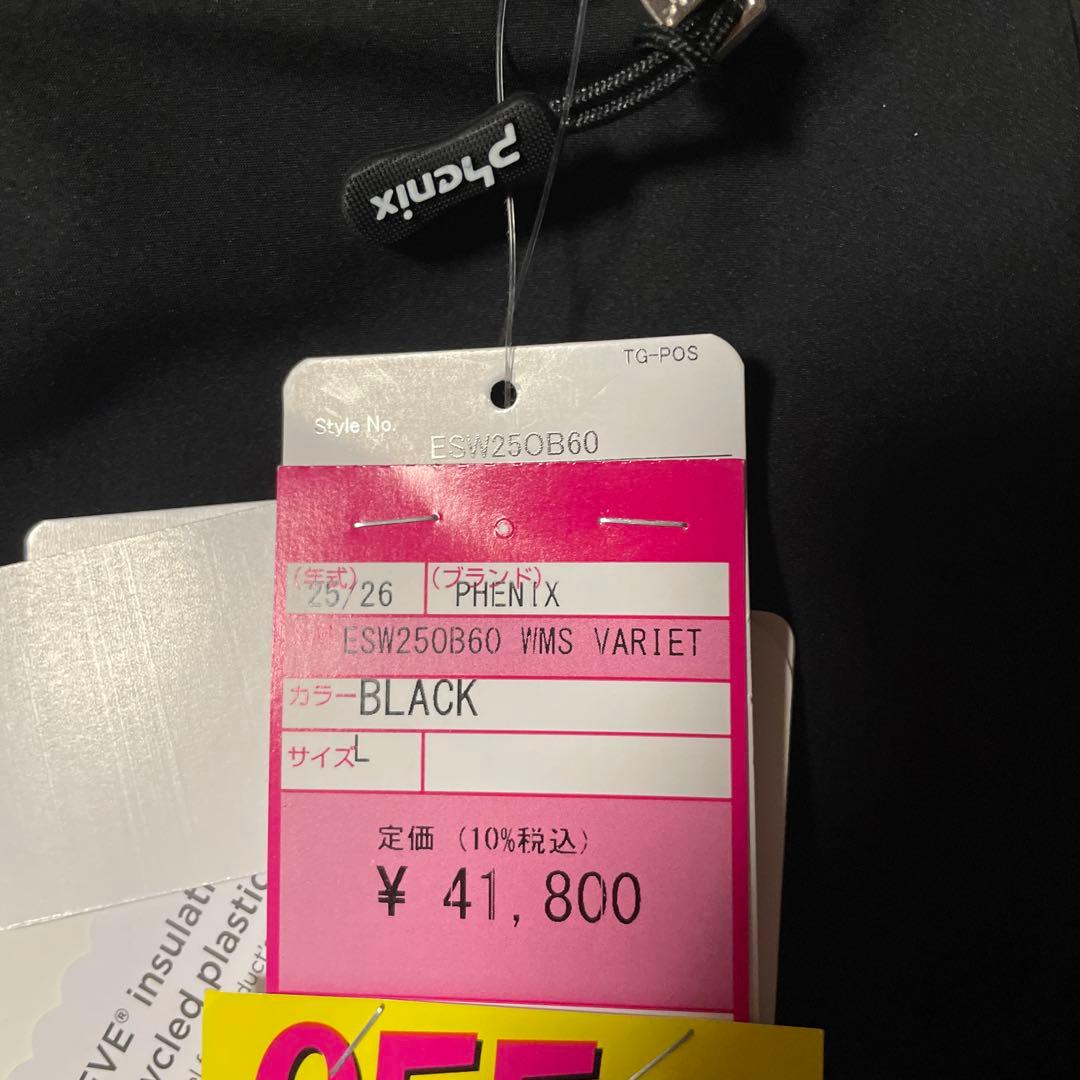 phenix
TG-POS
Style No.
ESW25OB60
(年式)
25/26
(ブランド)
PHENIX
ESW25OB60 WMS VARIET
カラー BLACK
サイズ L
定価 (10%税込)
¥ 41,800
OFF
insulati
plastic